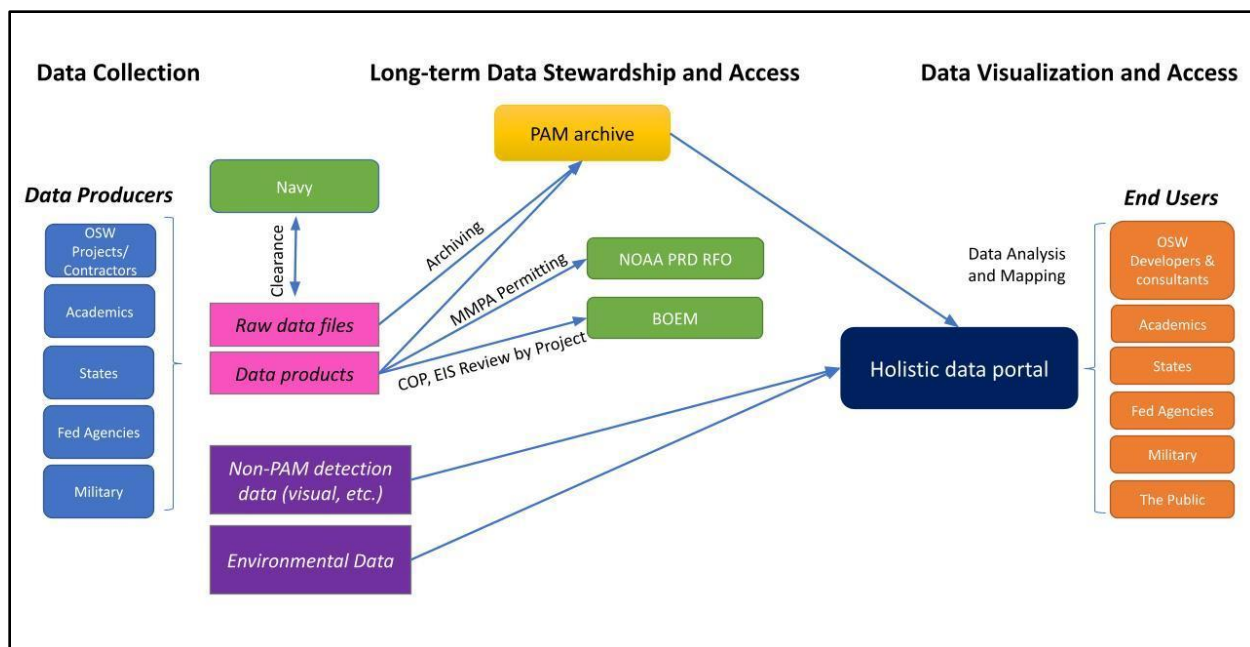 Data Collection
Long-term Data Stewardship and Access
Data Visualization and Access
PAM archive
Navy
Data Producers
End Users
OSW
Projects/
Contractors
Academics
States
Fed Agencies
Military
Clearance
Raw data files
Data products
Archiving
MMPA Permitting
COP, EIS Review by Project
NOAA PRD RFO
BOEM
Non-PAM detection
data (visual, etc.)
Environmental Data
Data Analysis
and Mapping
Holistic data portal
OSW
Developers &
consultants
Academics
States
Fed Agencies
Military
The Public